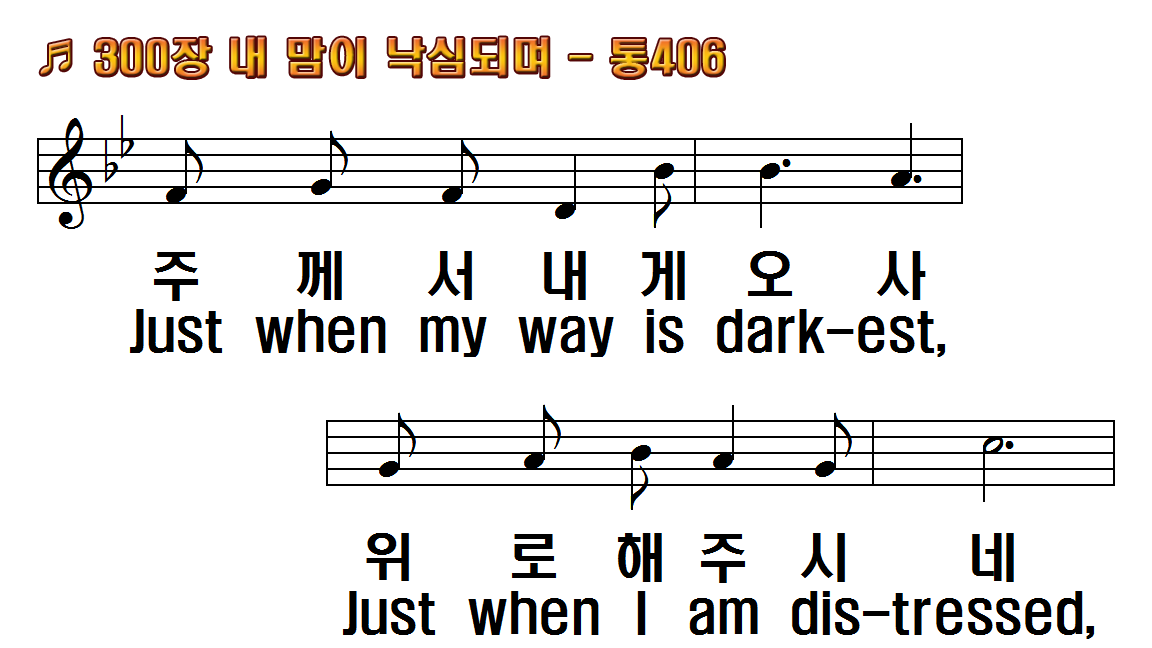 300장 내 맘이 낙심되며 - 통406
주 께 서 내 게 오 사
Just when my way is dark-est,
위 로 해 주 시 네
Just when I am dis-tressed,